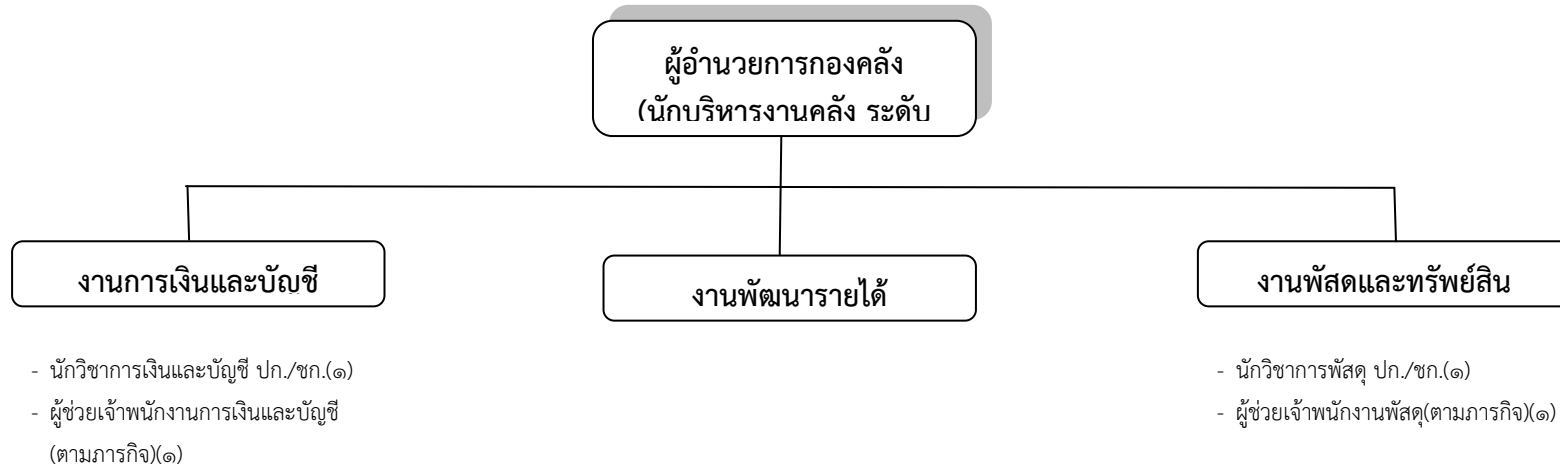 ผู้อำนวยการกองคลัง
(นักบริหารงานคลัง ระดับ
งานการเงินและบัญชี
งานพัฒนารายได้
งานพัสดุและทรัพย์สิน
- นักวิชาการเงินและบัญชี ปก./ชก.(๑)
- ผู้ช่วยเจ้าพนักงานการเงินและบัญชี
(ตามภารกิจ)(๑)
- นักวิชาการพัสดุ ปก./ชก.(๑)
- ผู้ช่วยเจ้าพนักงานพัสดุ(ตามภารกิจ)(๑)